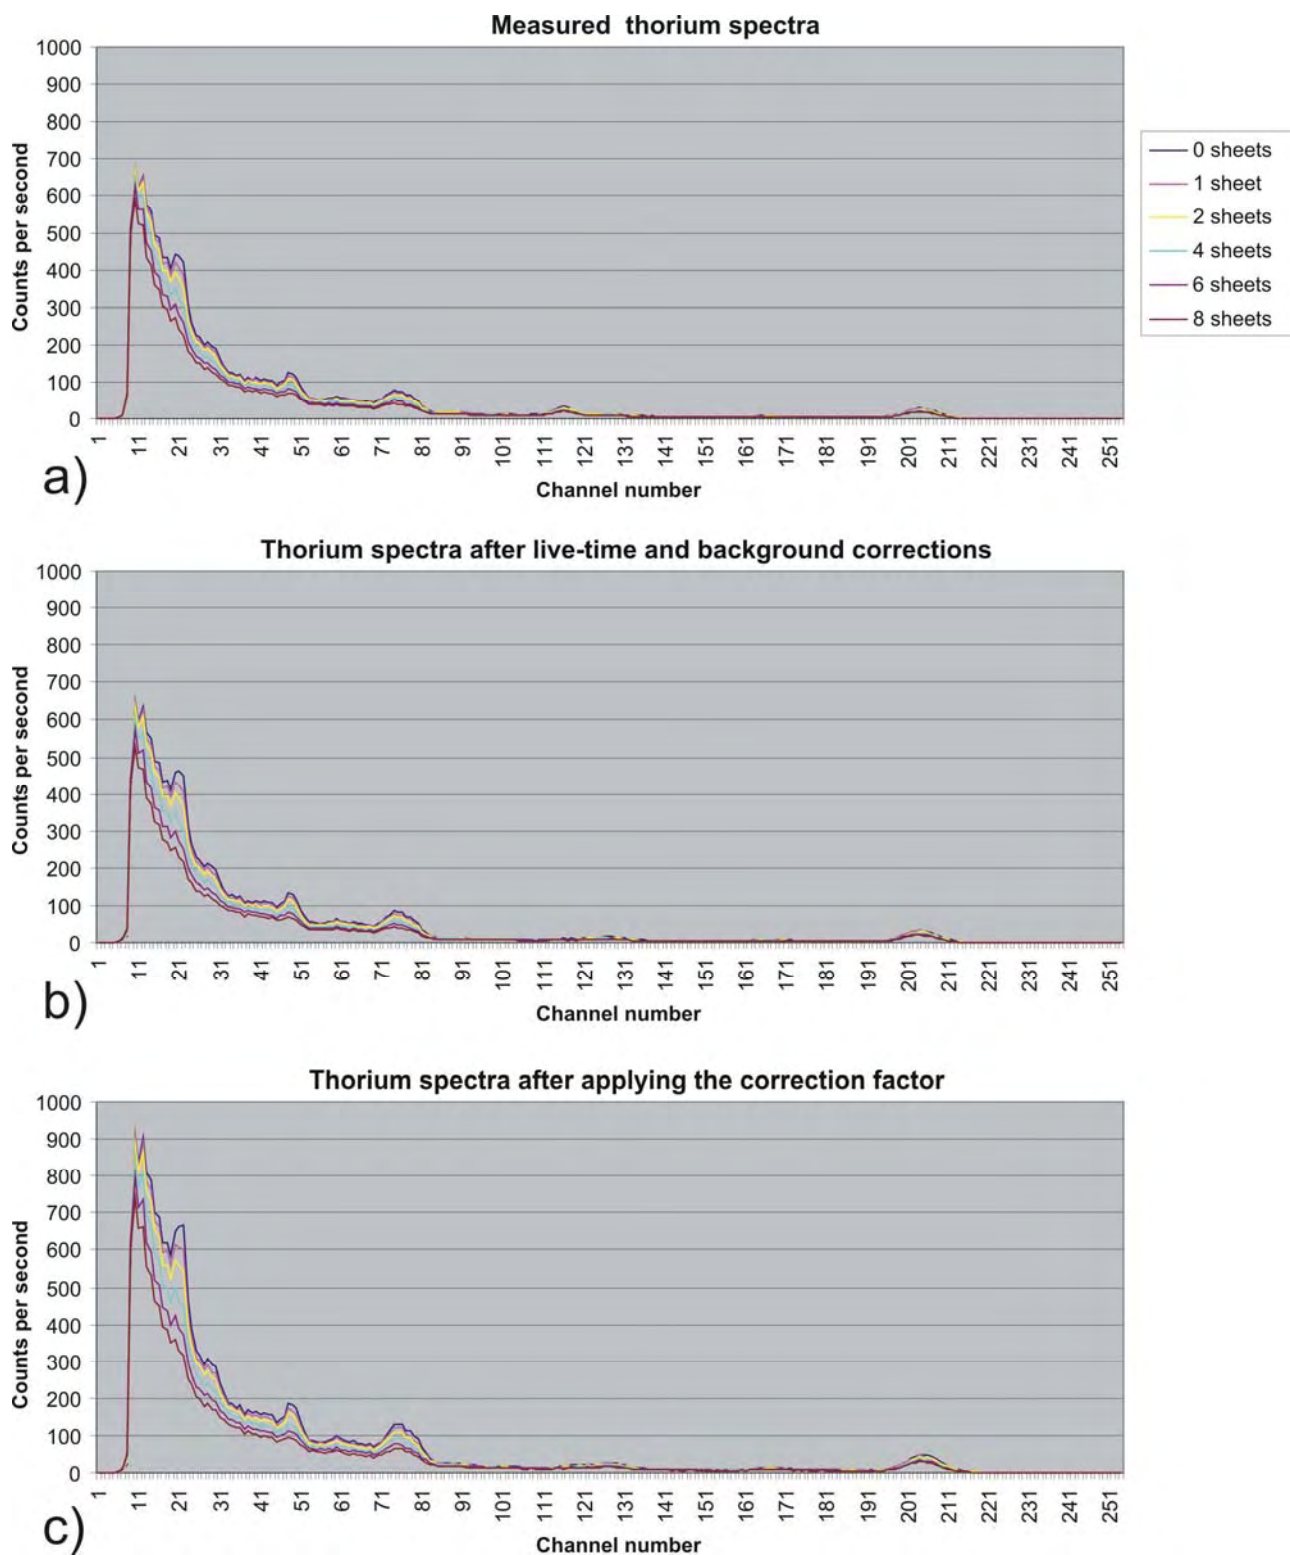 Measured thorium spectra
1000
900
800
700
600
500
400
300
200
100
0
Counts per second
1 11 21 31 41 51 61 71 81 91 101 111 121 131 141 151 161 171 181 191 201 211 221 231 241 251
Channel number
a)
0 sheets
1 sheet
2 sheets
4 sheets
6 sheets
8 sheets
Thorium spectra after live-time and background corrections
1000
900
800
700
600
500
400
300
200
100
0
Counts per second
1 11 21 31 41 51 61 71 81 91 101 111 121 131 141 151 161 171 181 191 201 211 221 231 241 251
Channel number
b)
Thorium spectra after applying the correction factor
1000
900
800
700
600
500
400
300
200
100
0
Counts per second
1 11 21 31 41 51 61 71 81 91 101 111 121 131 141 151 161 171 181 191 201 211 221 231 241 251
Channel number
c)